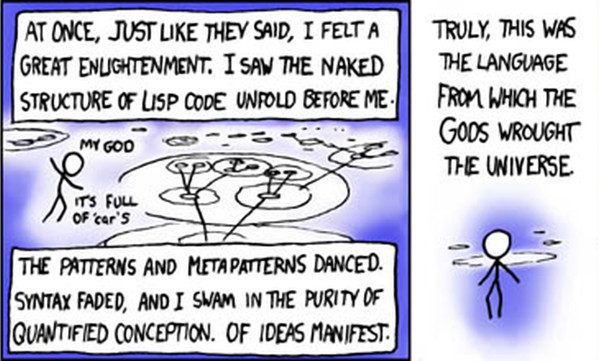 AT ONCE, JUST LIKE THEY SAID, I FELT A
GREAT ENLIGHTENMENT. I SAW THE NAKED
STRUCTURE OF LISP CODE UNFOLD BEFORE ME.
MY GOD
IT'S FULL
OF 'car'S
THE PATTERNS AND METAPATTERNS DANCED.
SYNTAX FADED, AND I SWAM IN THE PURITY OF
QUANTIFIED CONCEPTION. OF IDEAS MANIFEST.
TRULY, THIS WAS
THE LANGUAGE
FROM WHICH THE
GODS WROUGHT
THE UNIVERSE.